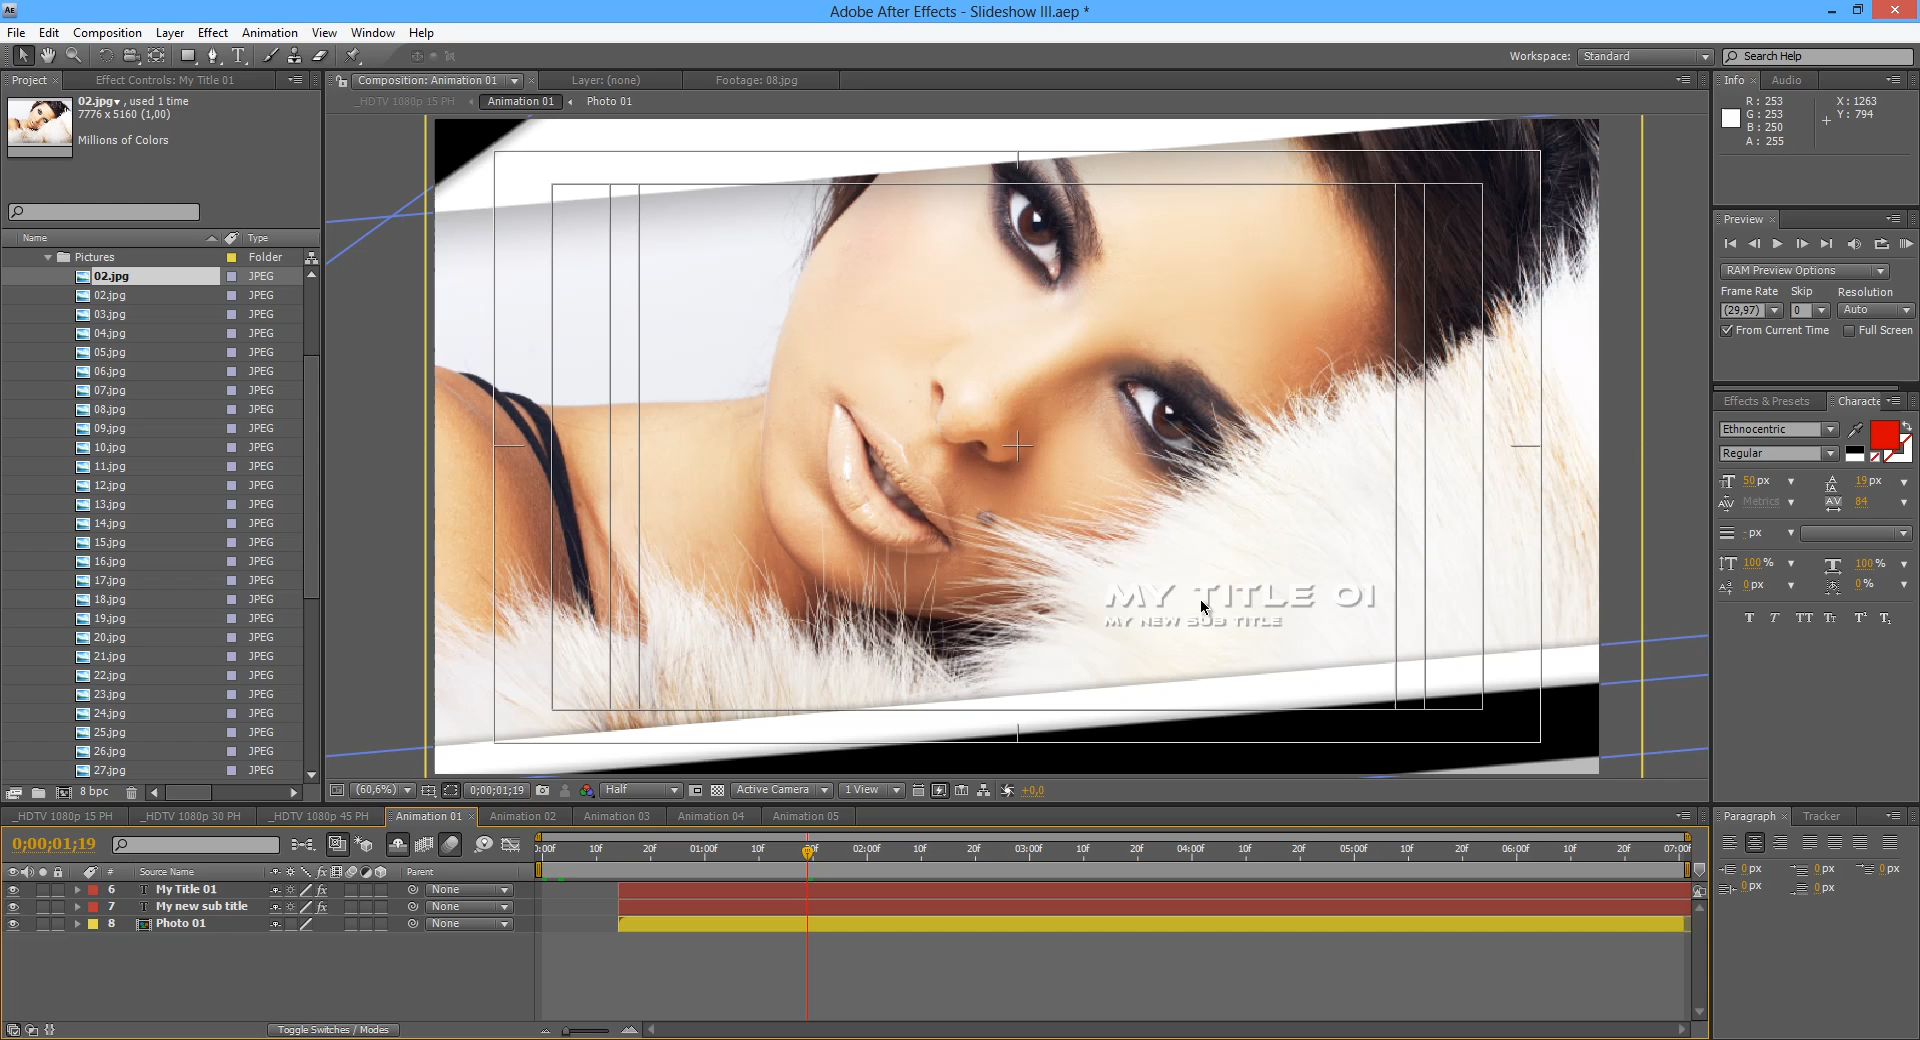 Ae
Adobe After Effects - Slideshow III.aep *
File Edit Composition Layer Effect Animation View Window Help
Workspace: Standard
Search Help
Project
Effect Controls: My Title 01
02.jpg , used 1 time
7776 x 5160 (1,00)
Millions of Colors
Name Type
Pictures Folder
02.jpg JPEG
02.jpg JPEG
03.jpg JPEG
04.jpg JPEG
05.jpg JPEG
06.jpg JPEG
07.jpg JPEG
08.jpg JPEG
09.jpg JPEG
10.jpg JPEG
11.jpg JPEG
12.jpg JPEG
13.jpg JPEG
14.jpg JPEG
15.jpg JPEG
16.jpg JPEG
17.jpg JPEG
18.jpg JPEG
19.jpg JPEG
20.jpg JPEG
21.jpg JPEG
22.jpg JPEG
23.jpg JPEG
24.jpg JPEG
25.jpg JPEG
26.jpg JPEG
27.jpg JPEG
8 bpc
Composition: Animation 01 Layer: (none) Footage: 08.jpg
_HDTV 1080p 15 PH Animation 01 Photo 01
MY TITLE 01
MY NEW SUB TITLE
(60,6%) 0;00;01;19 Half Active Camera 1 View +0,0
Info Audio
R: 253 X: 1263
G: 253 Y: 794
B: 250
A: 255
Preview
RAM Preview Options
Frame Rate Skip Resolution
(29,97) 0 Auto
From Current Time Full Screen
Effects & Presets Characte
Ethnocentric
Regular
50 px 19 px
Metrics 84
- px
100 % 100 %
0 px 0 %
T T TT Tt T¹ T,
_HDTV 1080p 15 PH _HDTV 1080p 30 PH _HDTV 1080p 45 PH Animation 01 Animation 02 Animation 03 Animation 04 Animation 05
0;00;01;19
0:00f 10f 20f 01:00f 10f 02:00f 10f 20f 03:00f 10f 20f 04:00f 10f 20f 05:00f 10f 20f 06:00f 10f 20f 07:00f
# Source Name fx Parent
6 T My Title 01 fx None
7 T My new sub title fx None
8 Photo 01 None
Toggle Switches / Modes
Paragraph Tracker
0 px 0 px 0 px
0 px 0 px